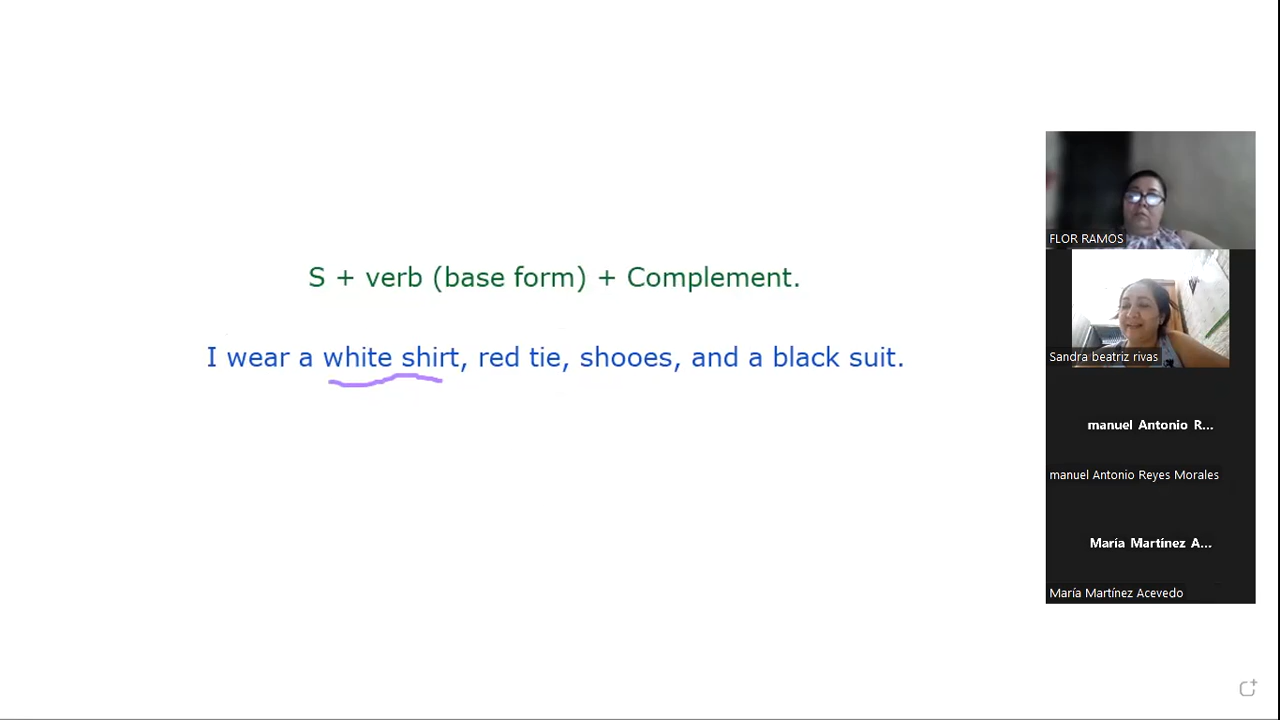 S + verb (base form) + Complement.
I wear a white shirt, red tie, shooes, and a black suit.
FLOR RAMOS
Sandra beatriz rivas
manuel Antonio R...
manuel Antonio Reyes Morales
María Martínez A...
María Martínez Acevedo